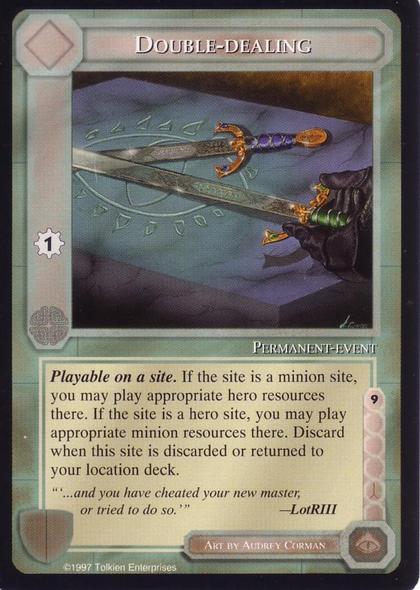 DOUBLE-DEALING
1
PERMANENT-EVENT
Playable on a site. If the site is a minion site,
you may play appropriate hero resources
there. If the site is a hero site, you may play
appropriate minion resources there. Discard
when this site is discarded or returned to
your location deck.
9
“‘...and you have cheated your new master,
or tried to do so.’” —LotRIII
ART BY AUDREY CORMAN
©1997 Tolkien Enterprises